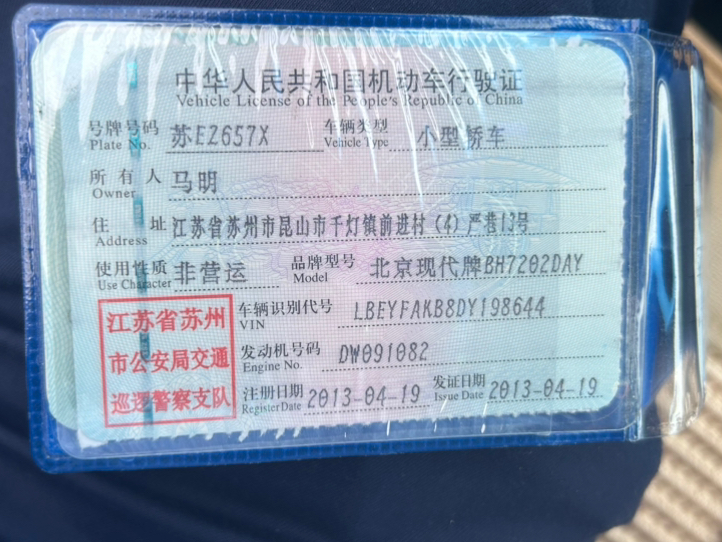 中华人民共和国机动车行驶证
Vehicle License of the People's Republic of China
号牌号码 苏EZ657X 车辆类型 小型轿车
Plate No. Vehicle Type
所有人 马明
Owner
住址 江苏省苏州市昆山市千灯镇前进村（4）严巷13号
Address
使用性质 非营运 品牌型号 北京现代牌BH7202DAY
Use Character Model
江苏省苏州
市公安局交通
巡逻警察支队
车辆识别代号 LBEYFAKB8DY198644
VIN
发动机号码 DW091082
Engine No.
注册日期 2013-04-19 发证日期 2013-04-19
Register Date Issue Date